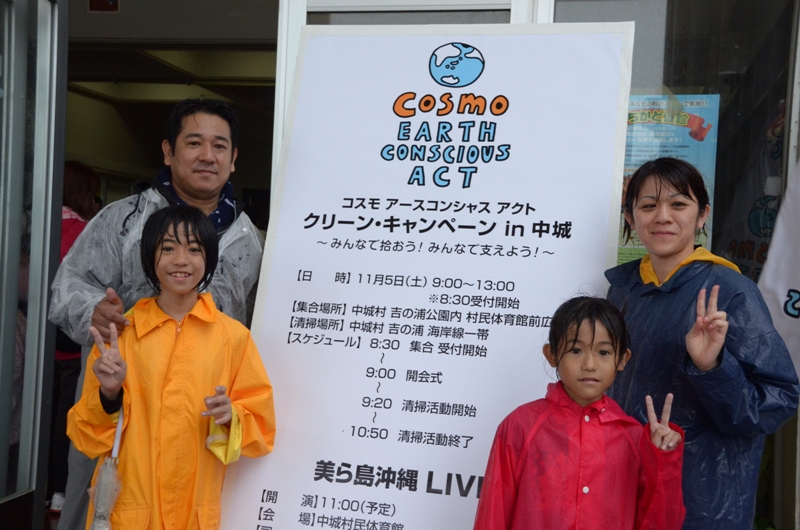 COSMO
EARTH
CONSCIOUS
ACT
コスモ アースコンシャス アクト
クリーン・キャンペーン in 中城
～みんなで拾おう！みんなで支えよう！～
【日　　時】11月5日(土) 9:00～13:00
※8:30受付開始
【集合場所】中城村 吉の浦公園内 村民体育館前広
【清掃場所】中城村 吉の浦 海岸線一帯
【スケジュール】 8:30 集合 受付開始
～
9:00 開会式
～
9:20 清掃活動開始
～
10:50 清掃活動終了
美ら島沖縄 LIV
【開　　演】11:00(予定)
【会　　場】中城村民体育館